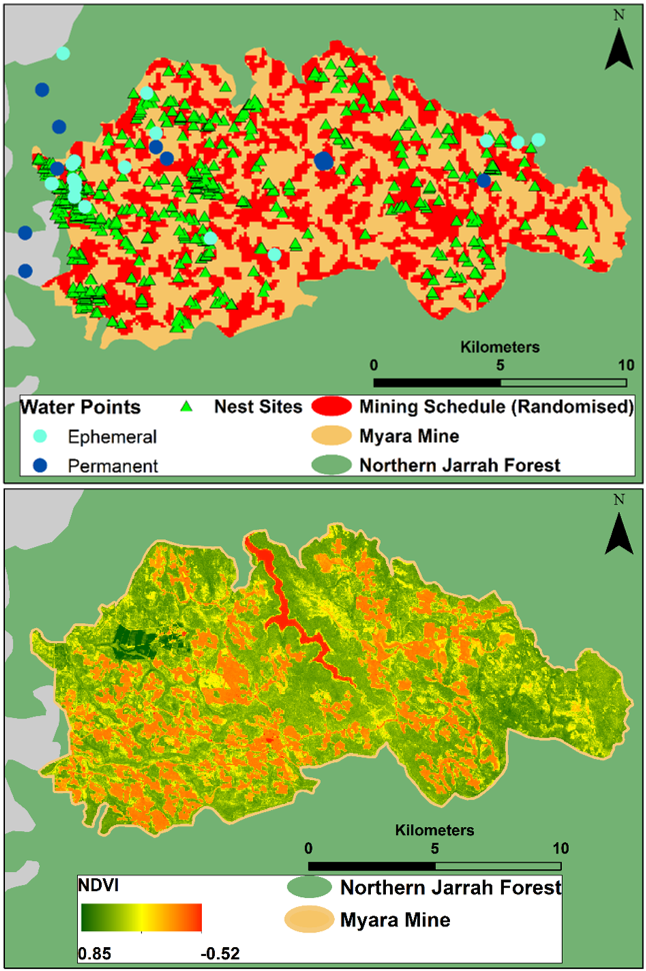 N
Kilometers
0 5 10
Water Points
Nest Sites
Mining Schedule (Randomised)
Ephemeral
Myara Mine
Permanent
Northern Jarrah Forest
N
Kilometers
0 5 10
NDVI
Northern Jarrah Forest
Myara Mine
0.85 -0.52